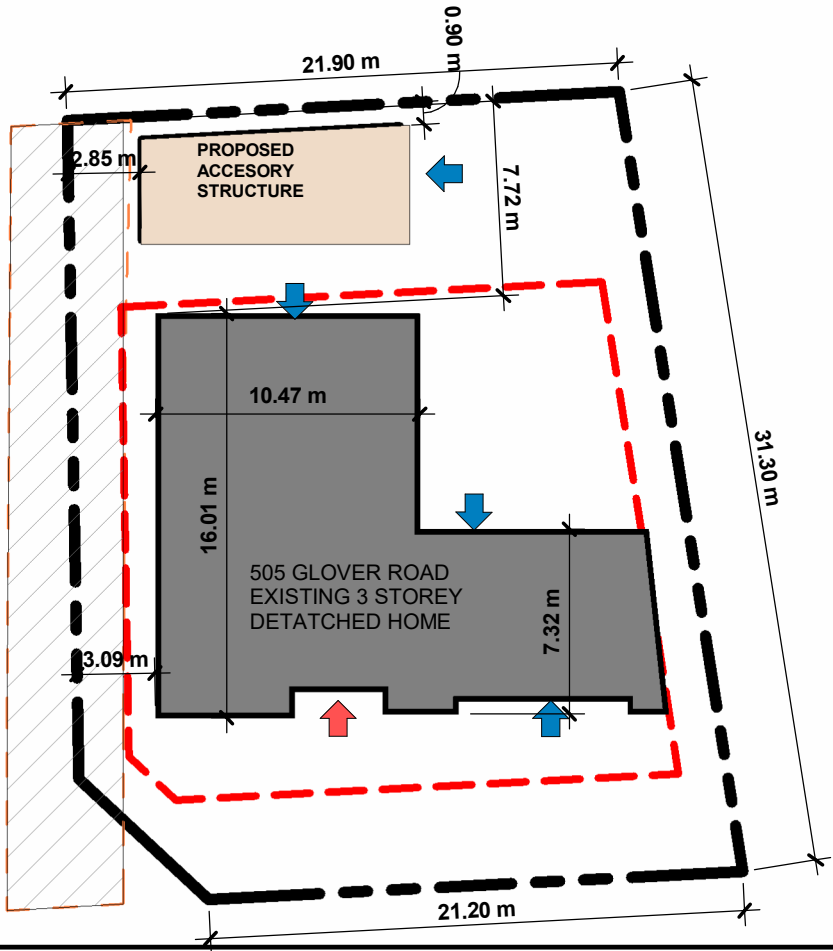 0.90 m
21.90 m
2.85 m
PROPOSED
ACCESORY
STRUCTURE
7.72 m
10.47 m
31.30 m
16.01 m
505 GLOVER ROAD
EXISTING 3 STOREY
DETATCHED HOME
7.32 m
3.09 m
21.20 m